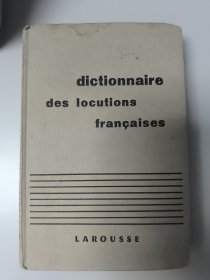 dictionnaire
des locutions
françaises
LAROUSSE